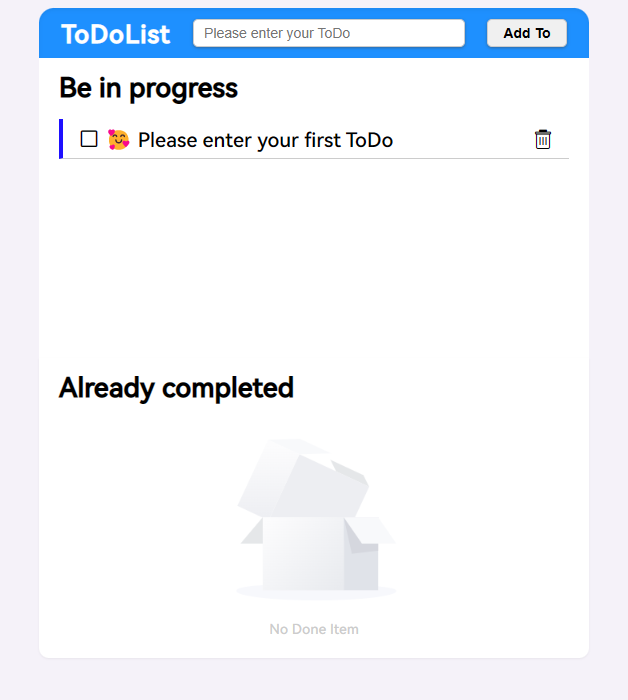 ToDoList Please enter your ToDo Add To
Be in progress
🥰 Please enter your first ToDo
Already completed
No Done Item